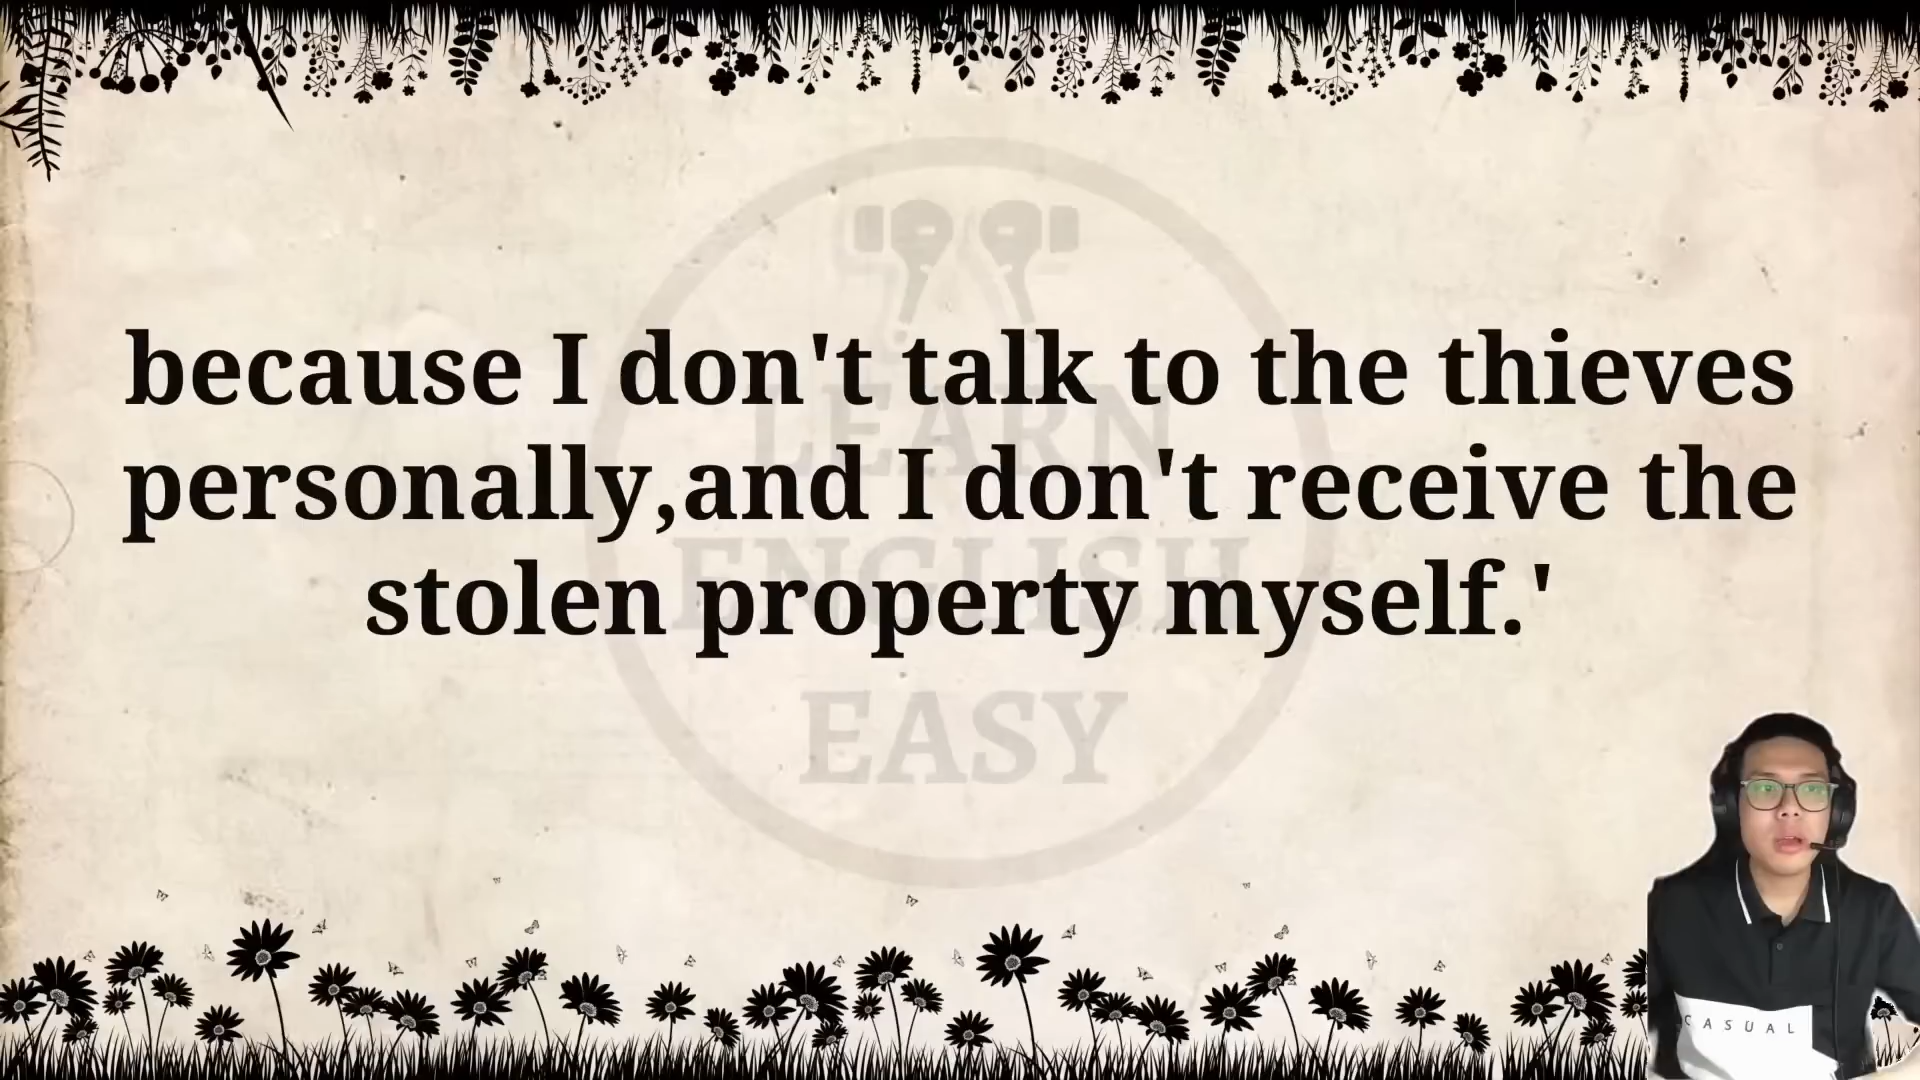 because I don't talk to the thieves
personally,and I don't receive the
stolen property myself.'
LEARN
ENGLISH
EASY
CASUAL